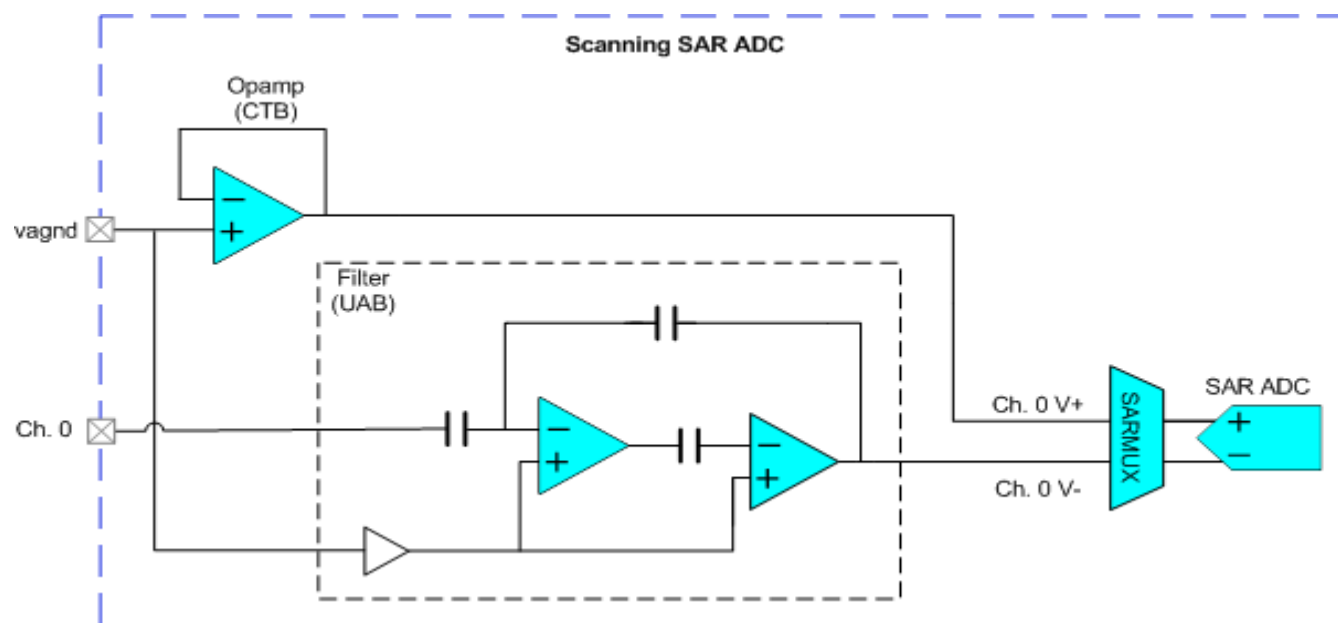 Scanning SAR ADC
Opamp
(CTB)
vagnd
Filter
(UAB)
Ch. 0
Ch. 0 V+
Ch. 0 V-
SARMUX
SAR ADC